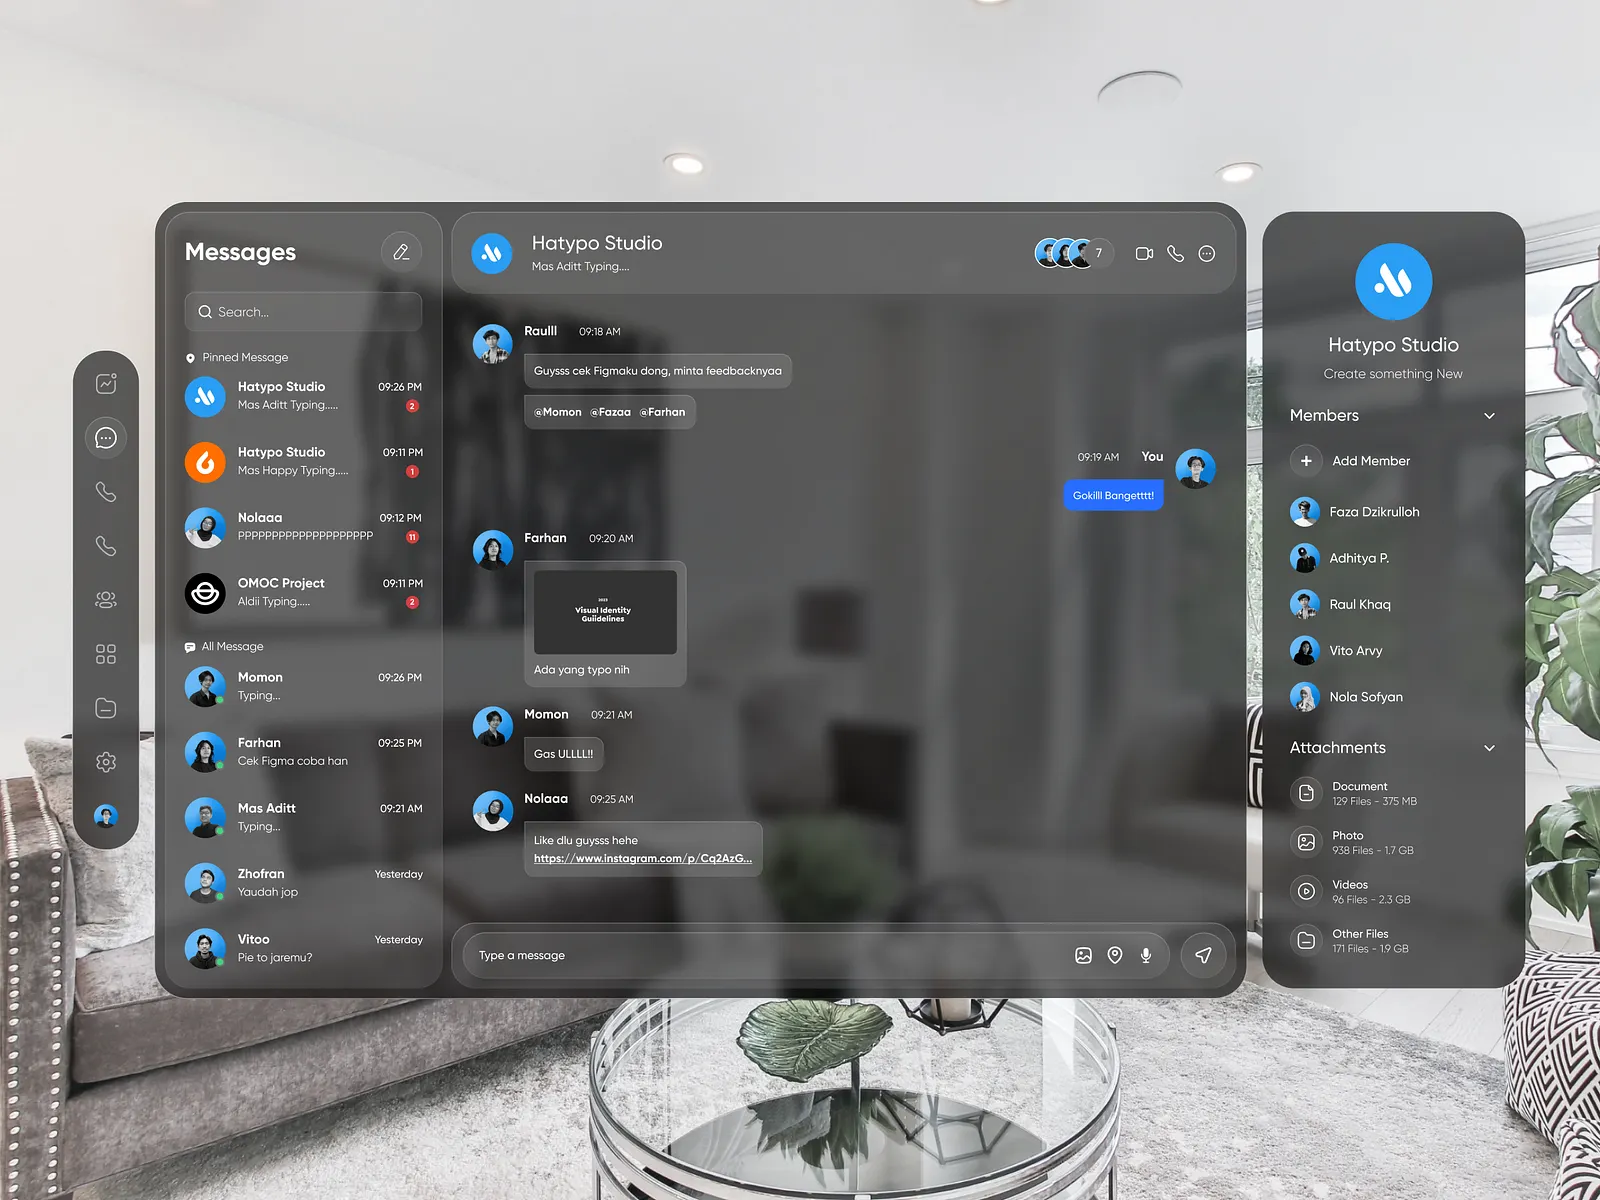 Messages
Search...
Pinned Message
Hatypo Studio 09:26 PM
Mas Aditt Typing..... 2
Hatypo Studio 09:11 PM
Mas Happy Typing..... 1
Nolaaa 09:12 PM
PPPPPPPPPPPPPPPPPPPP 11
OMOC Project 09:11 PM
Aldii Typing..... 2
All Message
Momon 09:26 PM
Typing...
Farhan 09:25 PM
Cek Figma coba han
Mas Aditt 09:21 AM
Typing...
Zhofran Yesterday
Yaudah jop
Vitoo Yesterday
Pie to jaremu?
Hatypo Studio
Mas Aditt Typing....
7
Raulll 09:18 AM
Guysss cek Figmaku dong, minta feedbacknyaa
@Momon @Fazaa @Farhan
09:19 AM You
Gokilll Bangetttt!
Farhan 09:20 AM
2023
Visual Identity
Guiidelines
Ada yang typo nih
Momon 09:21 AM
Gas ULLLL!!
Nolaaa 09:25 AM
Like dlu guysss hehe
https://www.instagram.com/p/Cq2AzG...
Type a message
Hatypo Studio
Create something New
Members
Add Member
Faza Dzikrulloh
Adhitya P.
Raul Khaq
Vito Arvy
Nola Sofyan
Attachments
Document
129 Files - 375 MB
Photo
938 Files - 1.7 GB
Videos
96 Files - 2.3 GB
Other Files
171 Files - 1.9 GB